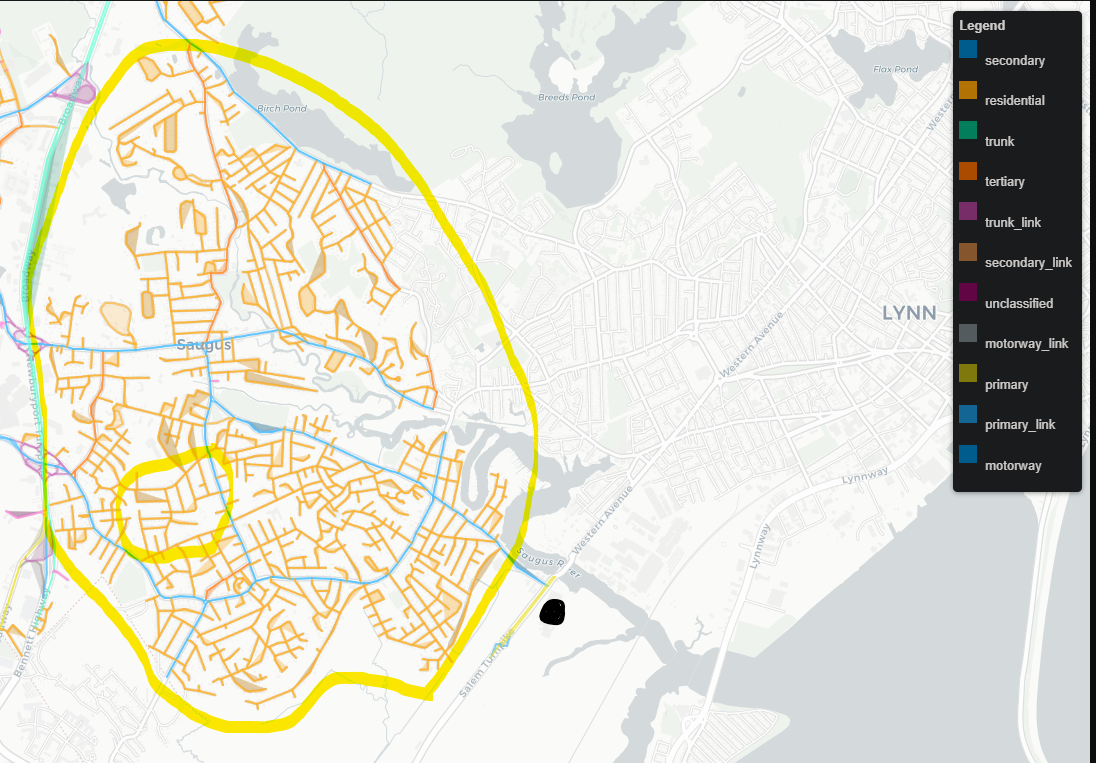 Legend
secondary
residential
trunk
tertiary
trunk_link
secondary_link
unclassified
motorway_link
primary
primary_link
motorway
Flax Pond
Breeds Pond
Birch Pond
Broadway
Broadway
Western
LYNN
Saugus
Western Avenue
Newburyport Turnpike
Lynnway
Lynnway
Western Avenue
Saugus River
Salem Turnpike
Bennett Highway